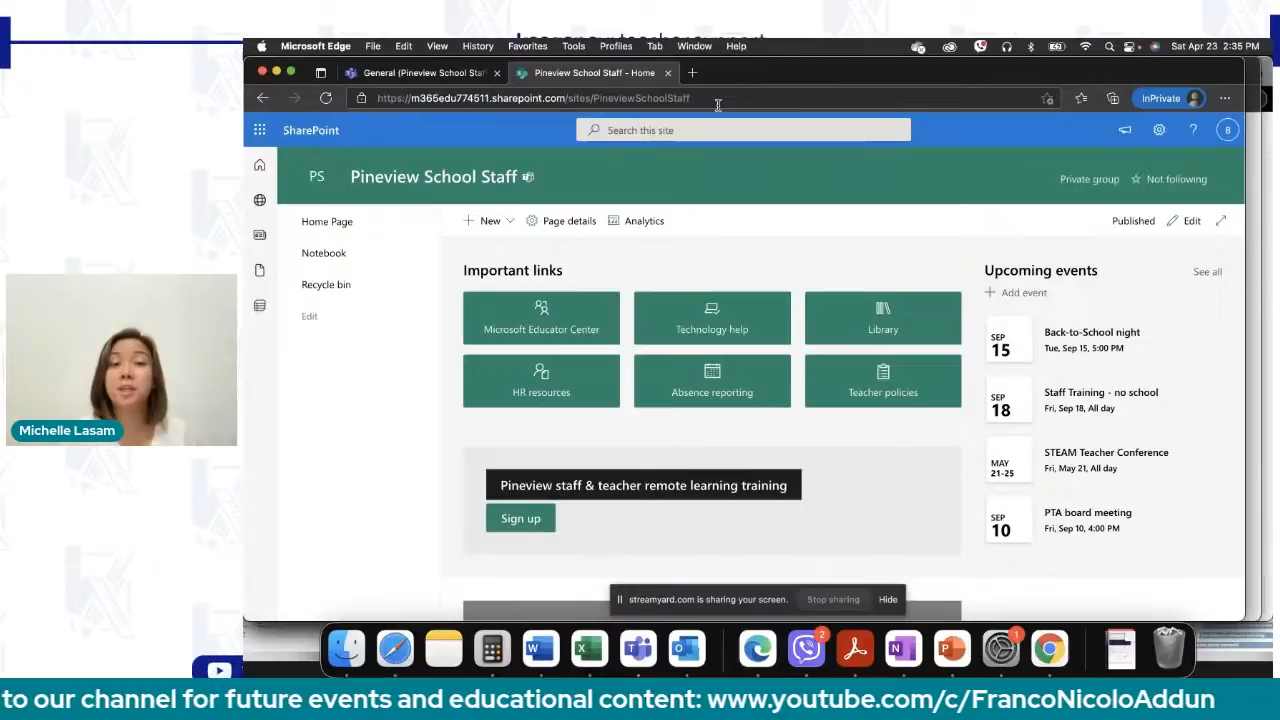 Microsoft Edge File Edit View History Favorites Tools Profiles Tab Window Help Sat Apr 23 2:35 PM
General (Pineview School Staf
Pineview School Staff - Home
https://m365edu774511.sharepoint.com/sites/PineviewSchoolStaff
InPrivate
SharePoint
Search this site
B
PS
Pineview School Staff
Private group
Not following
Home Page
Notebook
Recycle bin
Edit
New
Page details
Analytics
Published
Edit
Important links
Microsoft Educator Center
Technology help
Library
HR resources
Absence reporting
Teacher policies
Pineview staff & teacher remote learning training
Sign up
Upcoming events
See all
Add event
SEP
15
Back-to-School night
Tue, Sep 15, 5:00 PM
SEP
18
Staff Training - no school
Fri, Sep 18, All day
MAY
21-25
STEAM Teacher Conference
Fri, May 21, All day
SEP
10
PTA board meeting
Fri, Sep 10, 4:00 PM
streamyard.com is sharing your screen.
Stop sharing
Hide
2
1
Michelle Lasam
to our channel for future events and educational content: www.youtube.com/c/FrancoNicoloAddun